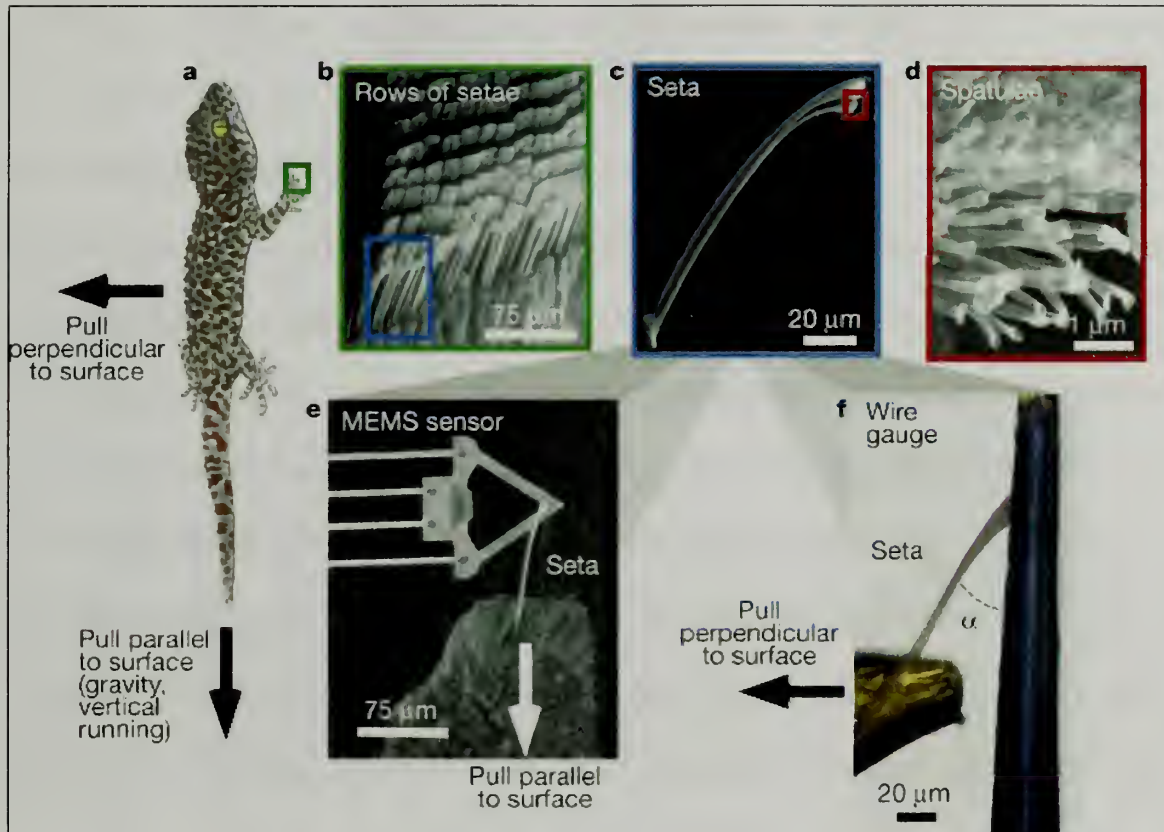 a
Pull
perpendicular
to surface
Pull parallel
to surface
(gravity,
vertical
running)
b
Rows of setae
75 μm
c
Seta
20 μm
d
Spatulae
1 μm
e
MEMS sensor
Seta
75 μm
Pull parallel
to surface
f
Wire
gauge
Seta
α
Pull
perpendicular
to surface
20 μm